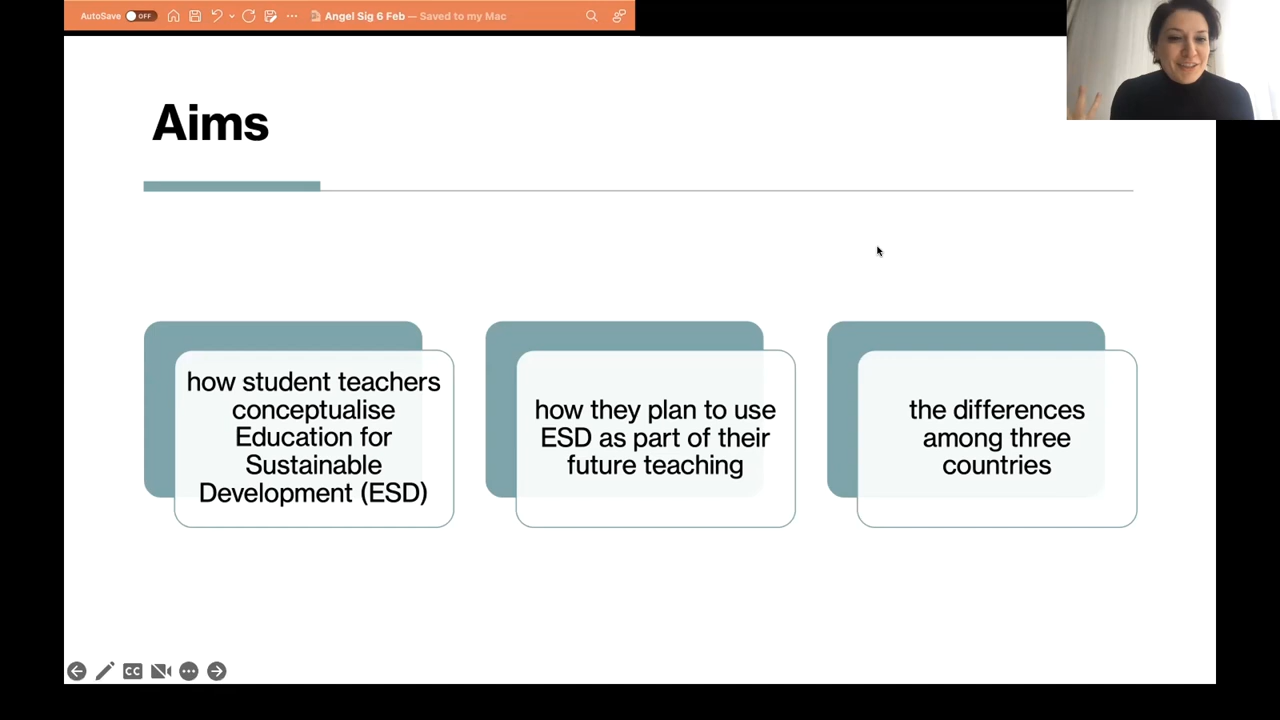 AutoSave OFF Angel Sig 6 Feb — Saved to my Mac
Aims
how student teachers
conceptualise
Education for
Sustainable
Development (ESD)
how they plan to use
ESD as part of their
future teaching
the differences
among three
countries
CC